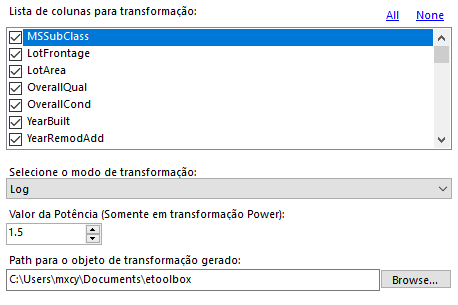 Lista de colunas para transformação:
All None
MSSubClass
LotFrontage
LotArea
OverallQual
OverallCond
YearBuilt
YearRemodAdd
Selecione o modo de transformação:
Log
Valor da Potência (Somente em transformação Power):
1.5
Path para o objeto de transformação gerado:
C:\Users\mxcy\Documents\etoolbox
Browse...